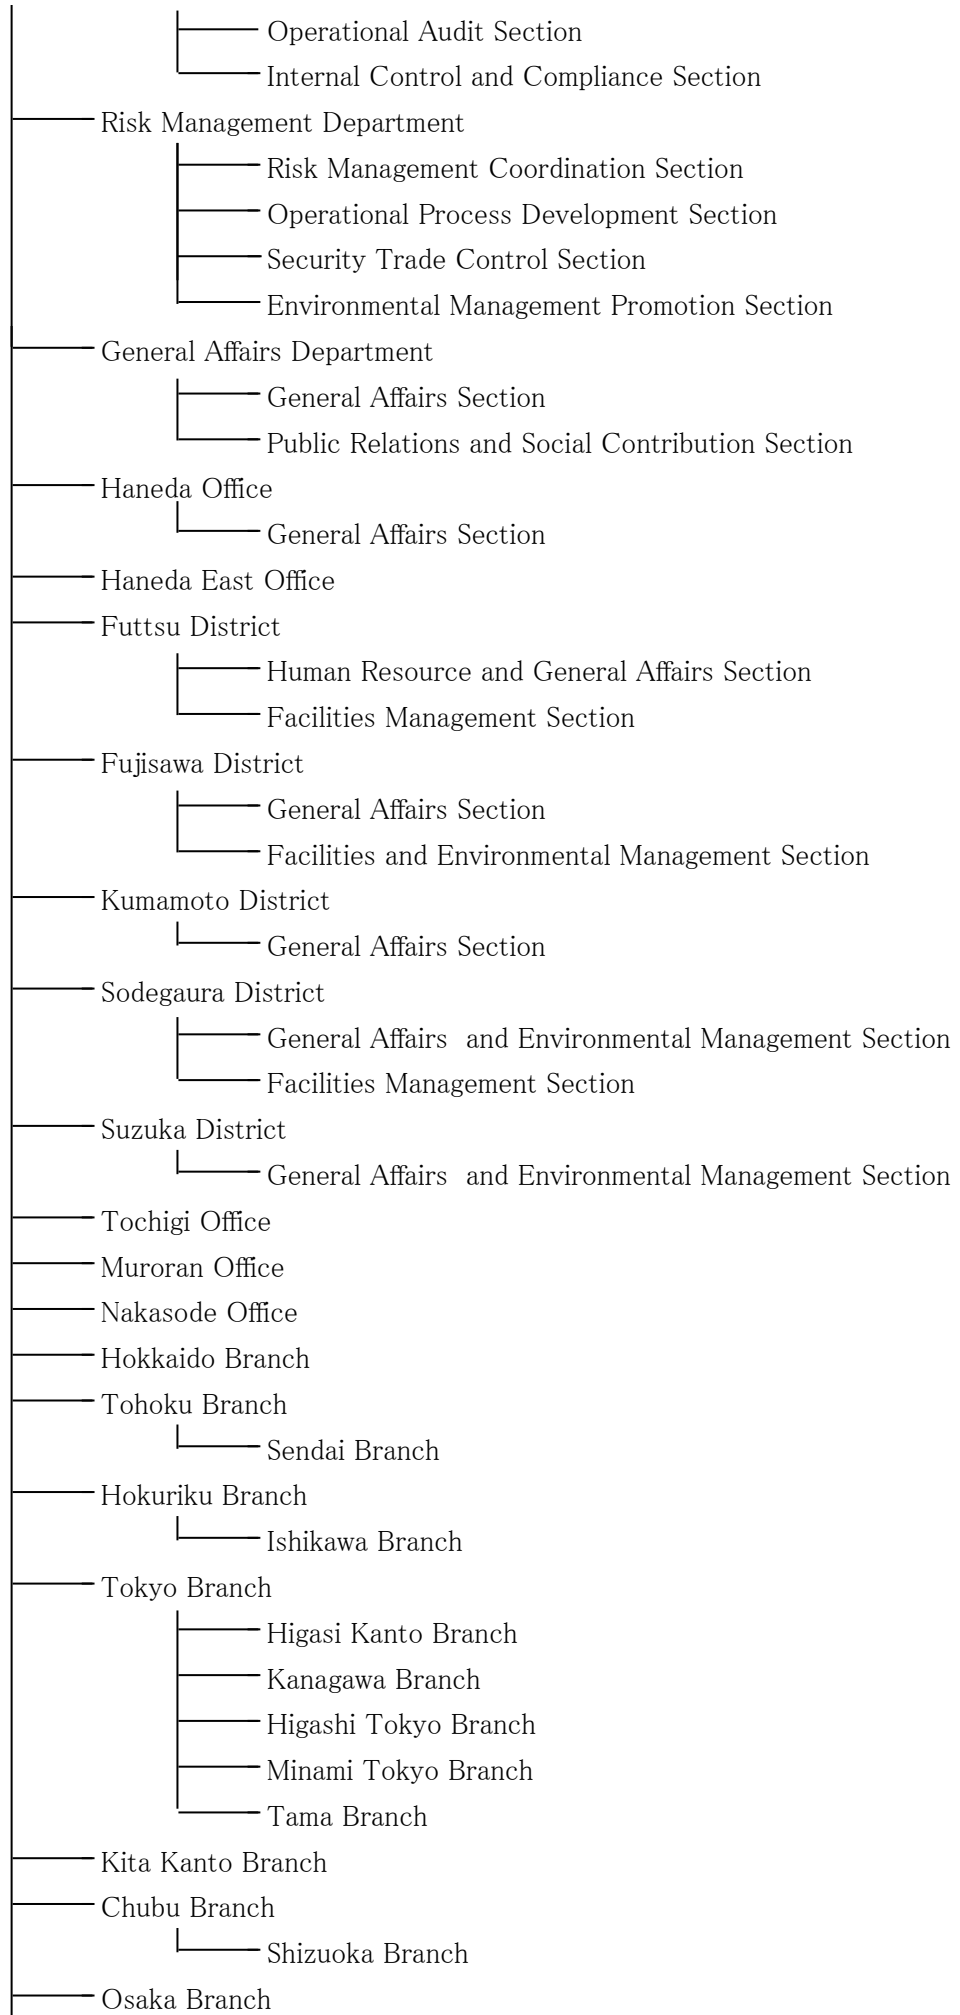 Operational Audit Section
Internal Control and Compliance Section
Risk Management Department
Risk Management Coordination Section
Operational Process Development Section
Security Trade Control Section
Environmental Management Promotion Section
General Affairs Department
General Affairs Section
Public Relations and Social Contribution Section
Haneda Office
General Affairs Section
Haneda East Office
Futtsu District
Human Resource and General Affairs Section
Facilities Management Section
Fujisawa District
General Affairs Section
Facilities and Environmental Management Section
Kumamoto District
General Affairs Section
Sodegaura District
General Affairs  and Environmental Management Section
Facilities Management Section
Suzuka District
General Affairs  and Environmental Management Section
Tochigi Office
Muroran Office
Nakasode Office
Hokkaido Branch
Tohoku Branch
Sendai Branch
Hokuriku Branch
Ishikawa Branch
Tokyo Branch
Higasi Kanto Branch
Kanagawa Branch
Higashi Tokyo Branch
Minami Tokyo Branch
Tama Branch
Kita Kanto Branch
Chubu Branch
Shizuoka Branch
Osaka Branch